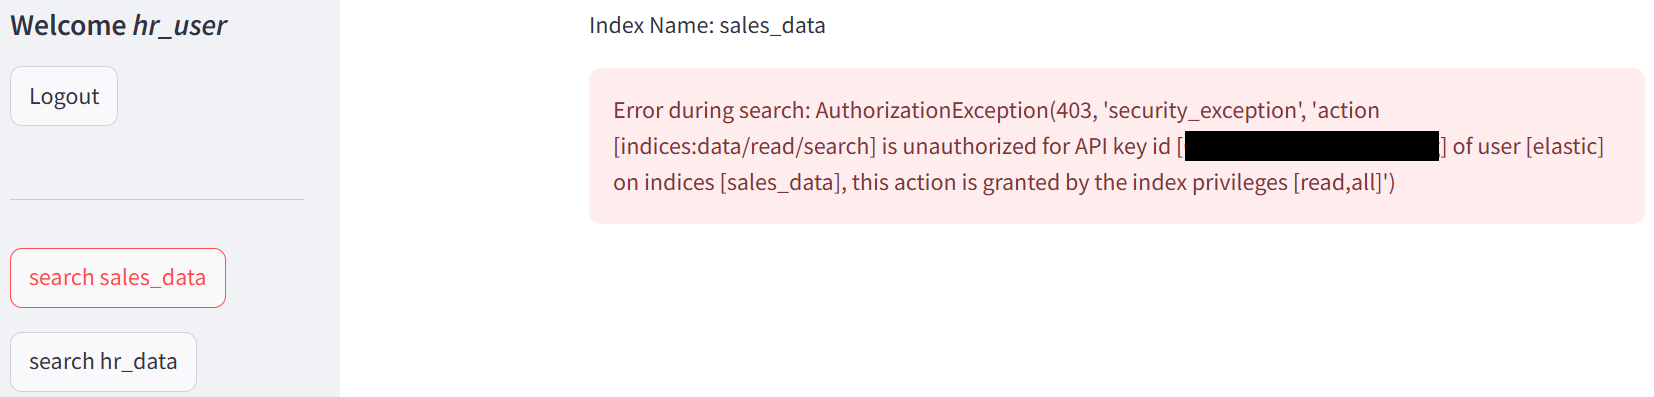 Welcome hr_user
Logout
search sales_data
search hr_data
Index Name: sales_data
Error during search: AuthorizationException(403, 'security_exception', 'action
[indices:data/read/search] is unauthorized for API key id [ ] of user [elastic]
on indices [sales_data], this action is granted by the index privileges [read,all]')